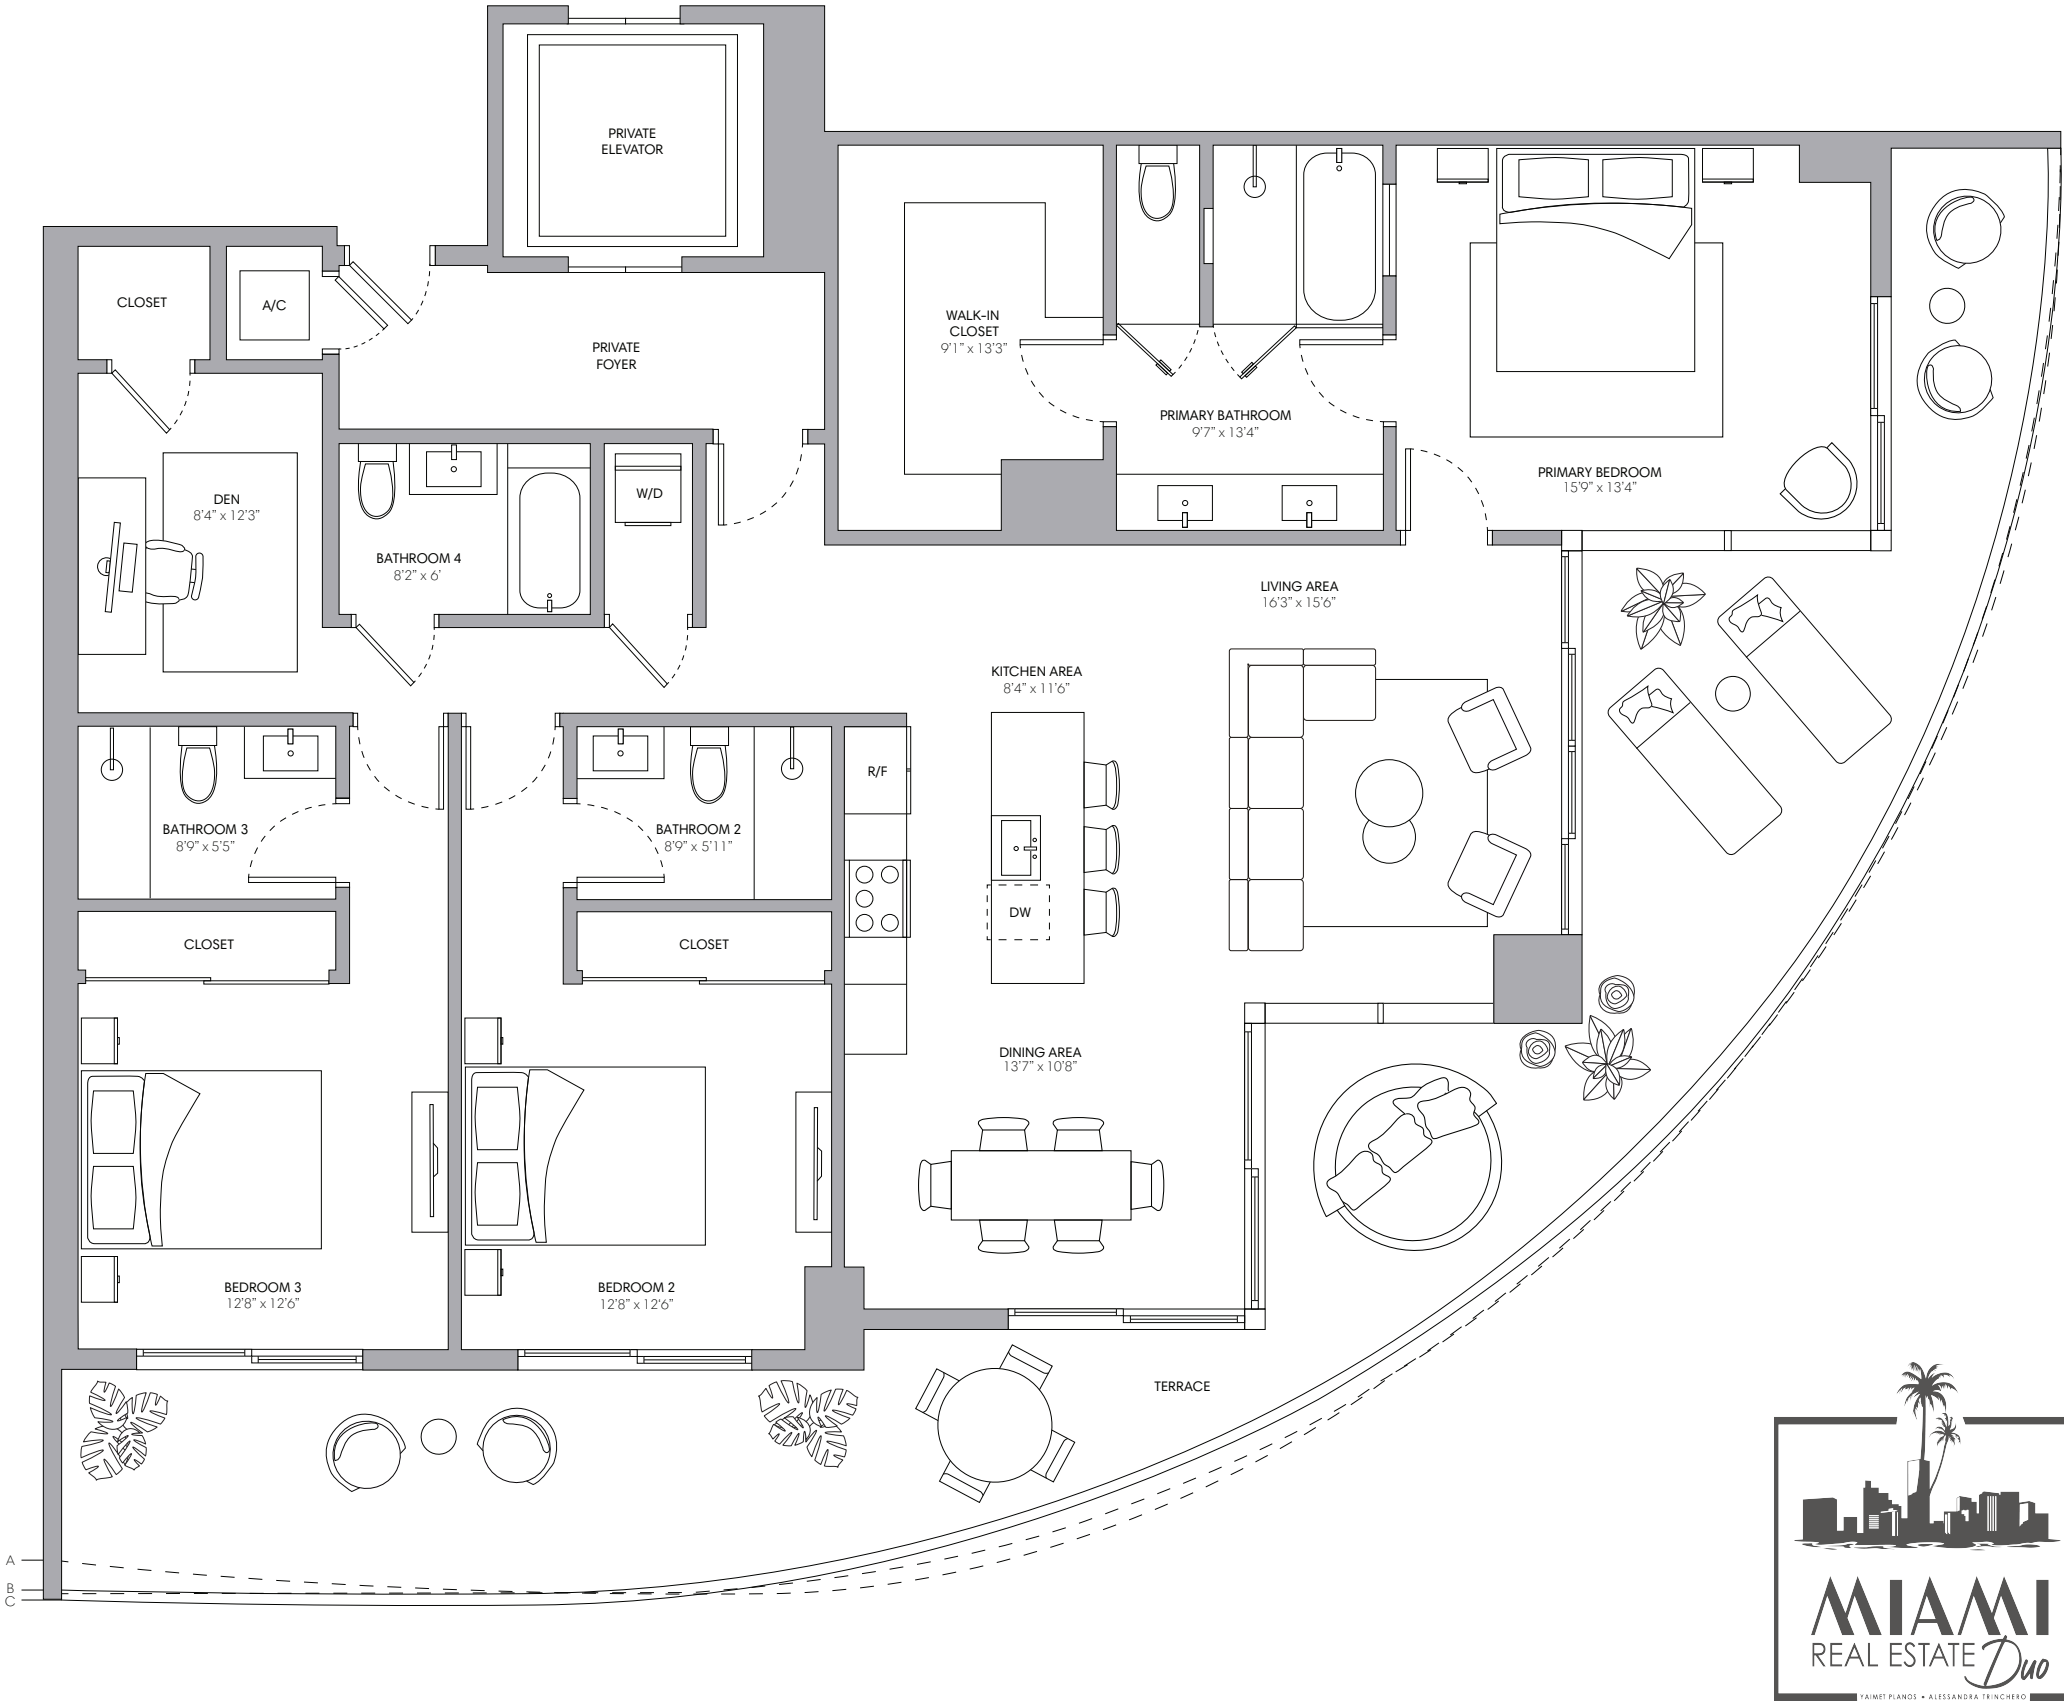 PRIVATE
ELEVATOR
CLOSET
A/C
PRIVATE
FOYER
WALK-IN
CLOSET
9'1" x 13'3"
PRIMARY BATHROOM
9'7" x 13'4"
PRIMARY BEDROOM
15'9" x 13'4"
DEN
8'4" x 12'3"
W/D
BATHROOM 4
8'2" x 6'
LIVING AREA
16'3" x 15'6"
KITCHEN AREA
8'4" x 11'6"
R/F
BATHROOM 3
8'9" x 5'5"
BATHROOM 2
8'9" x 5'11"
DW
CLOSET
CLOSET
DINING AREA
13'7" x 10'8"
BEDROOM 3
12'8" x 12'6"
BEDROOM 2
12'8" x 12'6"
TERRACE
A
B
C
MIAMI
REAL ESTATE Duo
YAIMET PLANOS • ALESSANDRA TRINCHERO